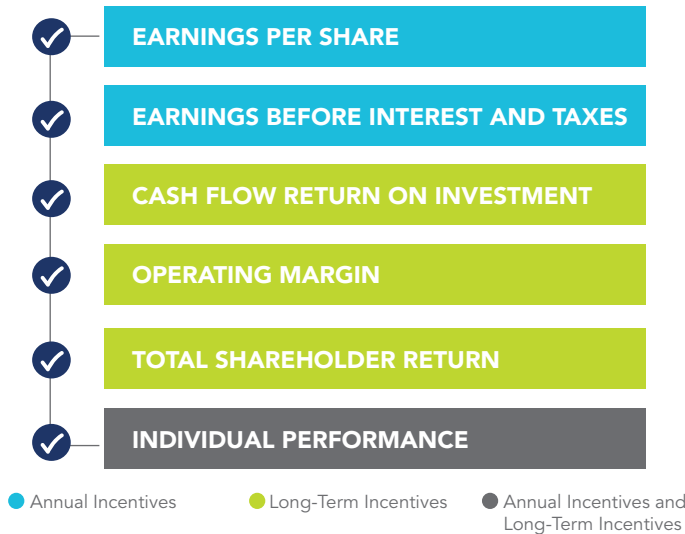 EARNINGS PER SHARE
EARNINGS BEFORE INTEREST AND TAXES
CASH FLOW RETURN ON INVESTMENT
OPERATING MARGIN
TOTAL SHAREHOLDER RETURN
INDIVIDUAL PERFORMANCE
Annual Incentives
Long-Term Incentives
Annual Incentives and
Long-Term Incentives